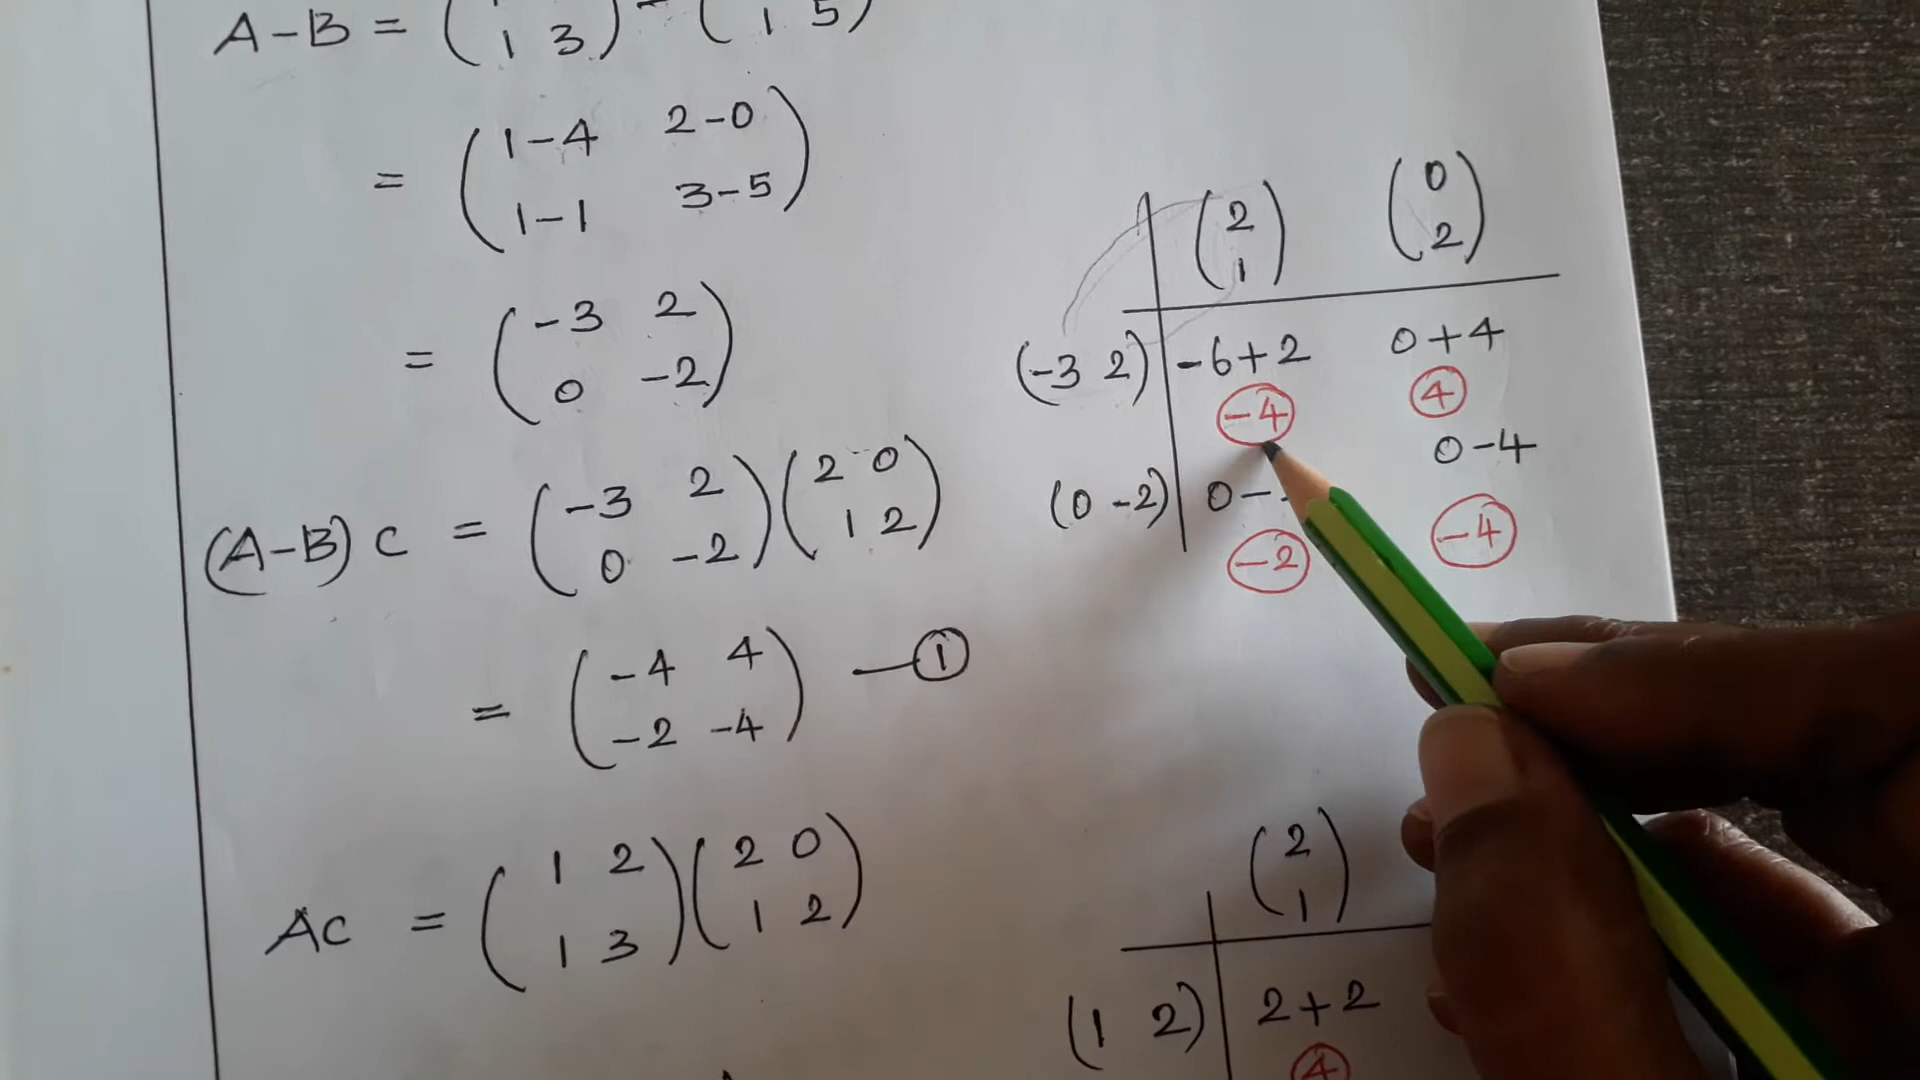 A-B = ( 1 3 ) - ( 1 5 )
= ( 1-4 2-0
1-1 3-5 )
= ( -3 2
0 -2 )
(A-B) C = ( -3 2
0 -2 ) ( 2 0
1 2 )
= ( -4 4
-2 -4 ) — ①
AC = ( 1 2
1 3 ) ( 2 0
1 2 )
( 2
1 ) ( 0
2 )
(-3 2) -6+2 0+4
-4 4
(0 -2) 0- 0-4
-2 -4
( 2
1 )
(1 2) 2+2
4